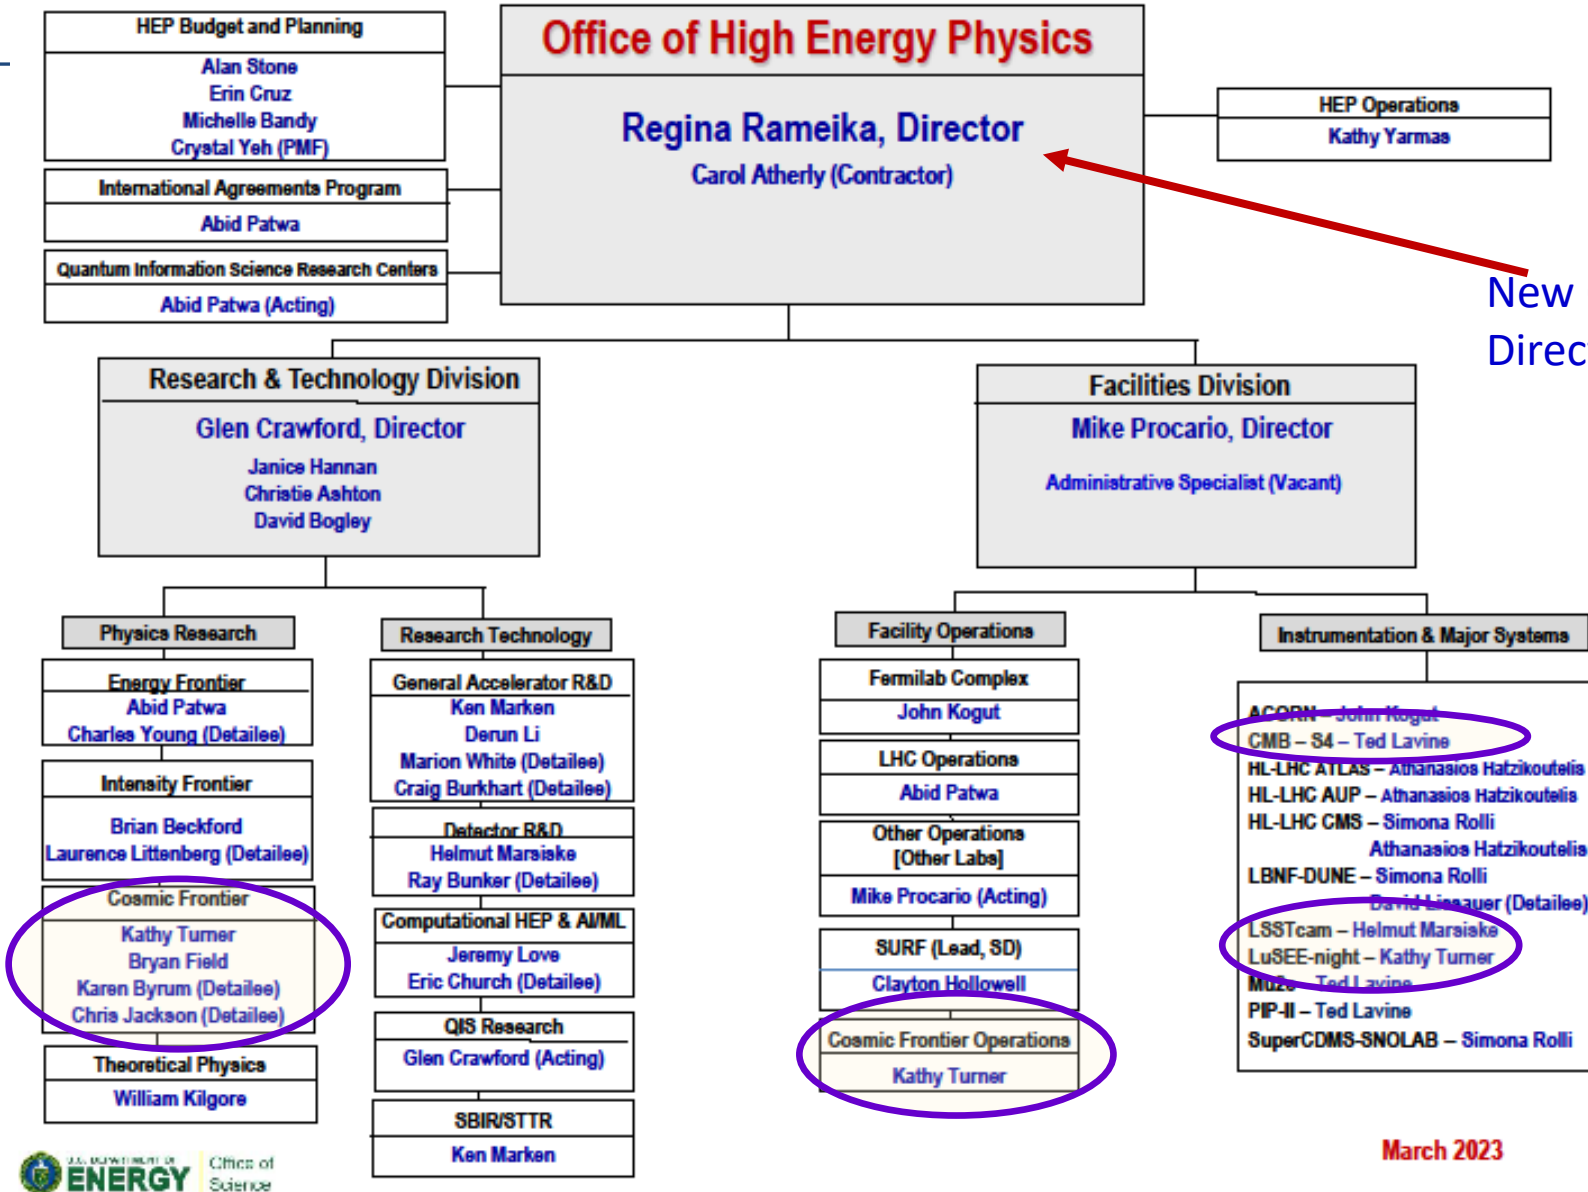 HEP Budget and Planning
Alan Stone
Erin Cruz
Michelle Bandy
Crystal Yeh (PMF)
International Agreements Program
Abid Patwa
Quantum Information Science Research Centers
Abid Patwa (Acting)
Office of High Energy Physics
Regina Rameika, Director
Carol Atherly (Contractor)
HEP Operations
Kathy Yarmas
New
Direct
Research & Technology Division
Glen Crawford, Director
Janice Hannan
Christie Ashton
David Bogley
Facilities Division
Mike Procario, Director
Administrative Specialist (Vacant)
Physics Research
Energy Frontier
Abid Patwa
Charles Young (Detailee)
Intensity Frontier
Brian Beckford
Laurence Littenberg (Detailee)
Cosmic Frontier
Kathy Turner
Bryan Field
Karen Byrum (Detailee)
Chris Jackson (Detailee)
Theoretical Physics
William Kilgore
Research Technology
General Accelerator R&D
Ken Marken
Derun Li
Marion White (Detailee)
Craig Burkhart (Detailee)
Detector R&D
Helmut Marsiske
Ray Bunker (Detailee)
Computational HEP & AI/ML
Jeremy Love
Eric Church (Detailee)
QIS Research
Glen Crawford (Acting)
SBIR/STTR
Ken Marken
Facility Operations
Fermilab Complex
John Kogut
LHC Operations
Abid Patwa
Other Operations
[Other Labs]
Mike Procario (Acting)
SURF (Lead, SD)
Clayton Hollowell
Cosmic Frontier Operations
Kathy Turner
Instrumentation & Major Systems
ACORN – John Kogut
CMB – S4 – Ted Lavine
HL-LHC ATLAS – Athanasios Hatzikoutelis
HL-LHC AUP – Athanasios Hatzikoutelis
HL-LHC CMS – Simona Rolli
Athanasios Hatzikoutelis
LBNF-DUNE – Simona Rolli
David Lissauer (Detailee)
LSSTcam – Helmut Marsiske
LuSEE-night – Kathy Turner
Mu2e – Ted Lavine
PIP-II – Ted Lavine
SuperCDMS-SNOLAB – Simona Rolli
March 2023
U.S. DEPARTMENT OF
ENERGY
Office of
Science